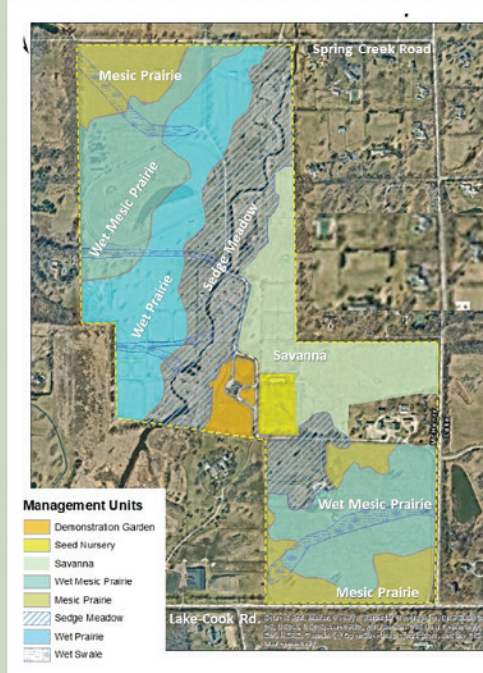 Spring Creek Road
Mesic Prairie
Wet Mesic Prairie
Sedge Meadow
Wet Prairie
Savanna
Wet Mesic Prairie
Mesic Prairie
Lake-Cook Rd.
Management Units
Demonstration Garden
Seed Nursery
Savanna
Wet Mesic Prairie
Mesic Prairie
Sedge Meadow
Wet Prairie
Wet Swale